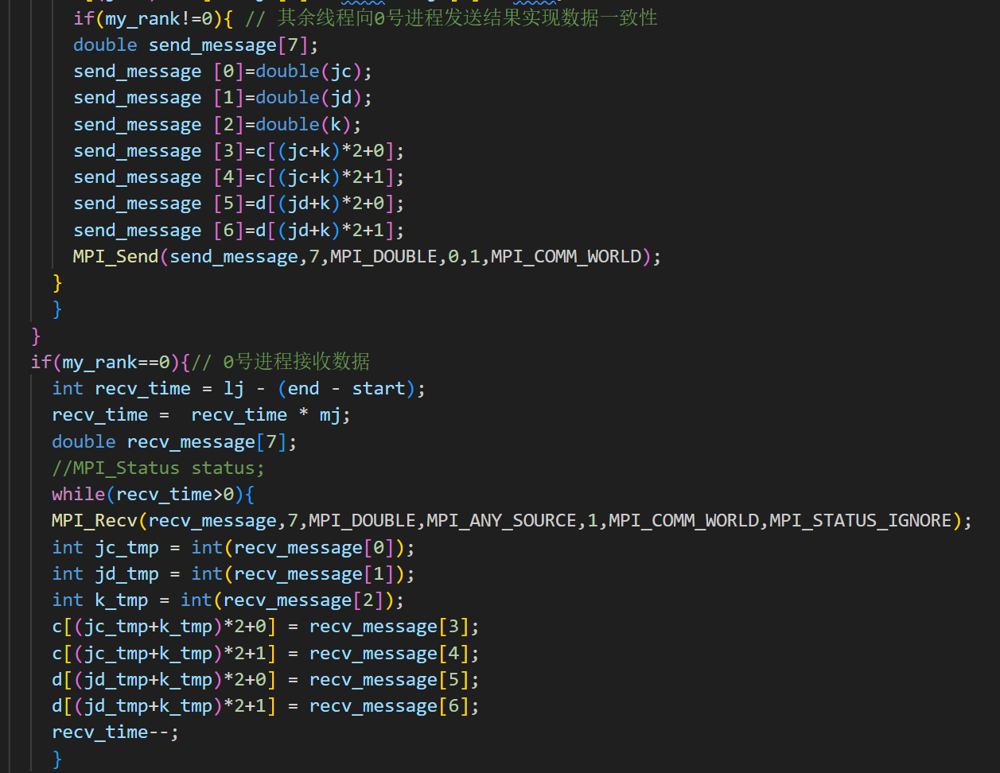 if(my_rank!=0){ // 其余线程向0号进程发送结果实现数据一致性
double send_message[7];
send_message [0]=double(jc);
send_message [1]=double(jd);
send_message [2]=double(k);
send_message [3]=c[(jc+k)*2+0];
send_message [4]=c[(jc+k)*2+1];
send_message [5]=d[(jd+k)*2+0];
send_message [6]=d[(jd+k)*2+1];
MPI_Send(send_message,7,MPI_DOUBLE,0,1,MPI_COMM_WORLD);
}
}
}
if(my_rank==0){// 0号进程接收数据
int recv_time = lj - (end - start);
recv_time =  recv_time * mj;
double recv_message[7];
//MPI_Status status;
while(recv_time>0){
MPI_Recv(recv_message,7,MPI_DOUBLE,MPI_ANY_SOURCE,1,MPI_COMM_WORLD,MPI_STATUS_IGNORE);
int jc_tmp = int(recv_message[0]);
int jd_tmp = int(recv_message[1]);
int k_tmp = int(recv_message[2]);
c[(jc_tmp+k_tmp)*2+0] = recv_message[3];
c[(jc_tmp+k_tmp)*2+1] = recv_message[4];
d[(jd_tmp+k_tmp)*2+0] = recv_message[5];
d[(jd_tmp+k_tmp)*2+1] = recv_message[6];
recv_time--;
}